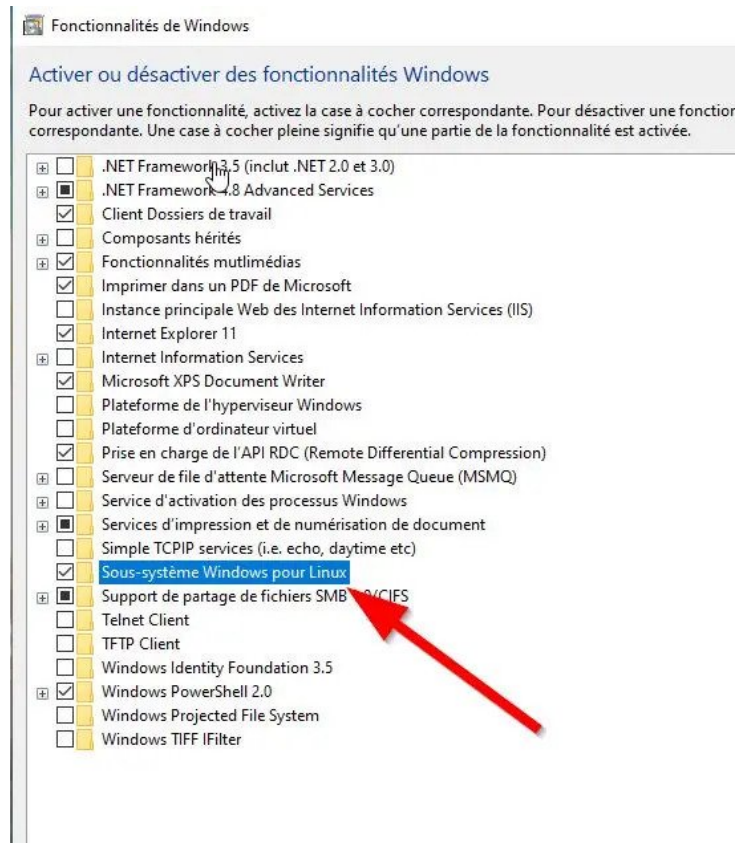 Fonctionnalités de Windows
Activer ou désactiver des fonctionnalités Windows
Pour activer une fonctionnalité, activez la case à cocher correspondante. Pour désactiver une fonction
correspondante. Une case à cocher pleine signifie qu'une partie de la fonctionnalité est activée.
.NET Framework 3.5 (inclut .NET 2.0 et 3.0)
.NET Framework 4.8 Advanced Services
Client Dossiers de travail
Composants hérités
Fonctionnalités mutlimédias
Imprimer dans un PDF de Microsoft
Instance principale Web des Internet Information Services (IIS)
Internet Explorer 11
Internet Information Services
Microsoft XPS Document Writer
Plateforme de l'hyperviseur Windows
Plateforme d'ordinateur virtuel
Prise en charge de l'API RDC (Remote Differential Compression)
Serveur de file d'attente Microsoft Message Queue (MSMQ)
Service d'activation des processus Windows
Services d'impression et de numérisation de document
Simple TCPIP services (i.e. echo, daytime etc)
Sous-système Windows pour Linux
Support de partage de fichiers SMB /CIFS
Telnet Client
TFTP Client
Windows Identity Foundation 3.5
Windows PowerShell 2.0
Windows Projected File System
Windows TIFF IFilter